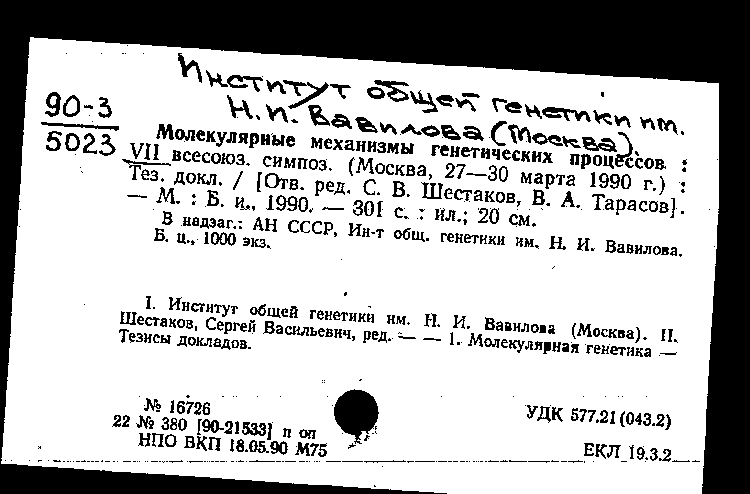 Институт общей генетики им.
Н.И. Вавилова (Москва).
90-3
5023
Молекулярные механизмы генетических процессов :
VII всесоюз. симпоз. (Москва, 27—30 марта 1990 г.) :
Тез. докл. / [Отв. ред. С. В. Шестаков, В. А. Тарасов].
— М. : Б. и., 1990. — 301 с. : ил.; 20 см.
В надзаг.: АН СССР, Ин-т общ. генетики им. Н. И. Вавилова.
Б. ц., 1000 экз.
I. Институт общей генетики им. Н. И. Вавилова (Москва). II.
Шестаков, Сергей Васильевич, ред. — — 1. Молекулярная генетика —
Тезисы докладов.
№ 16726
22 № 380 [90-21533] п оп
НПО ВКП 18.05.90 М75
УДК 577.21(043.2)
ЕКЛ 19.3.2